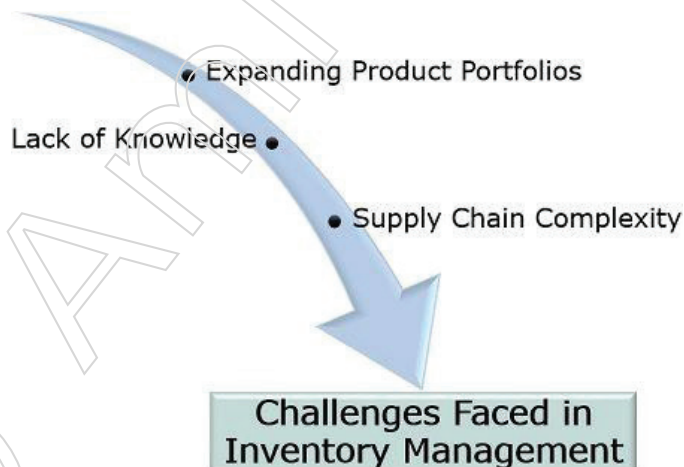 Expanding Product Portfolios
Lack of Knowledge
Supply Chain Complexity
Challenges Faced in
Inventory Management